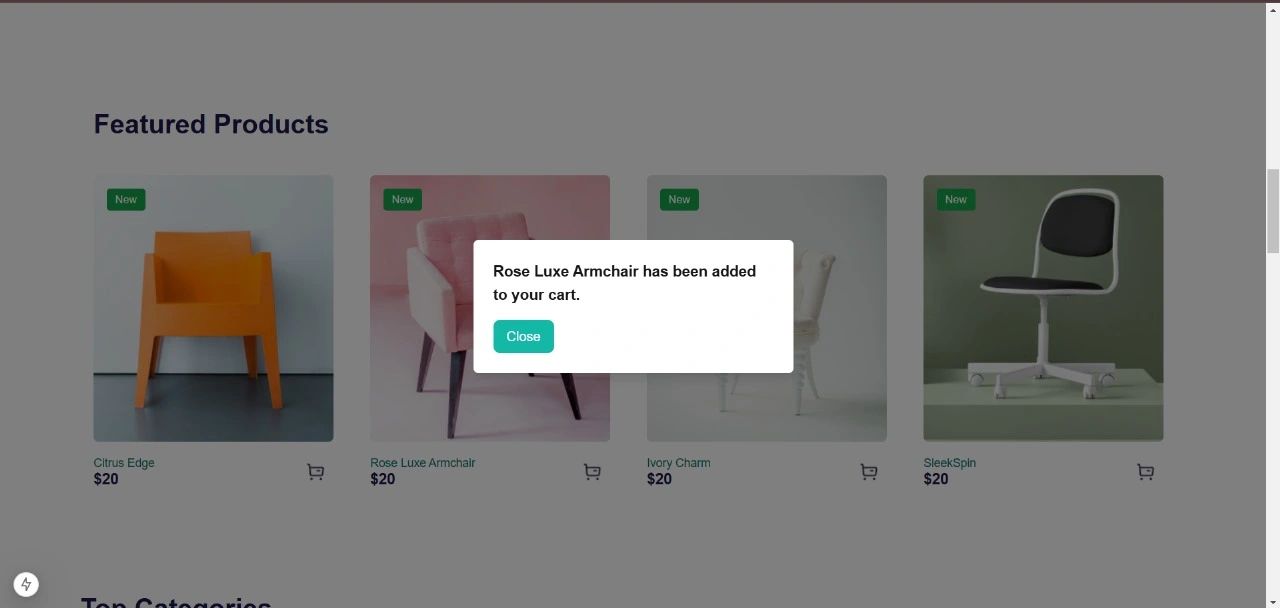 Featured Products
New
New
New
New
Rose Luxe Armchair has been added
to your cart.
Close
Citrus Edge
$20
Rose Luxe Armchair
$20
Ivory Charm
$20
SleekSpin
$20
Top Categories